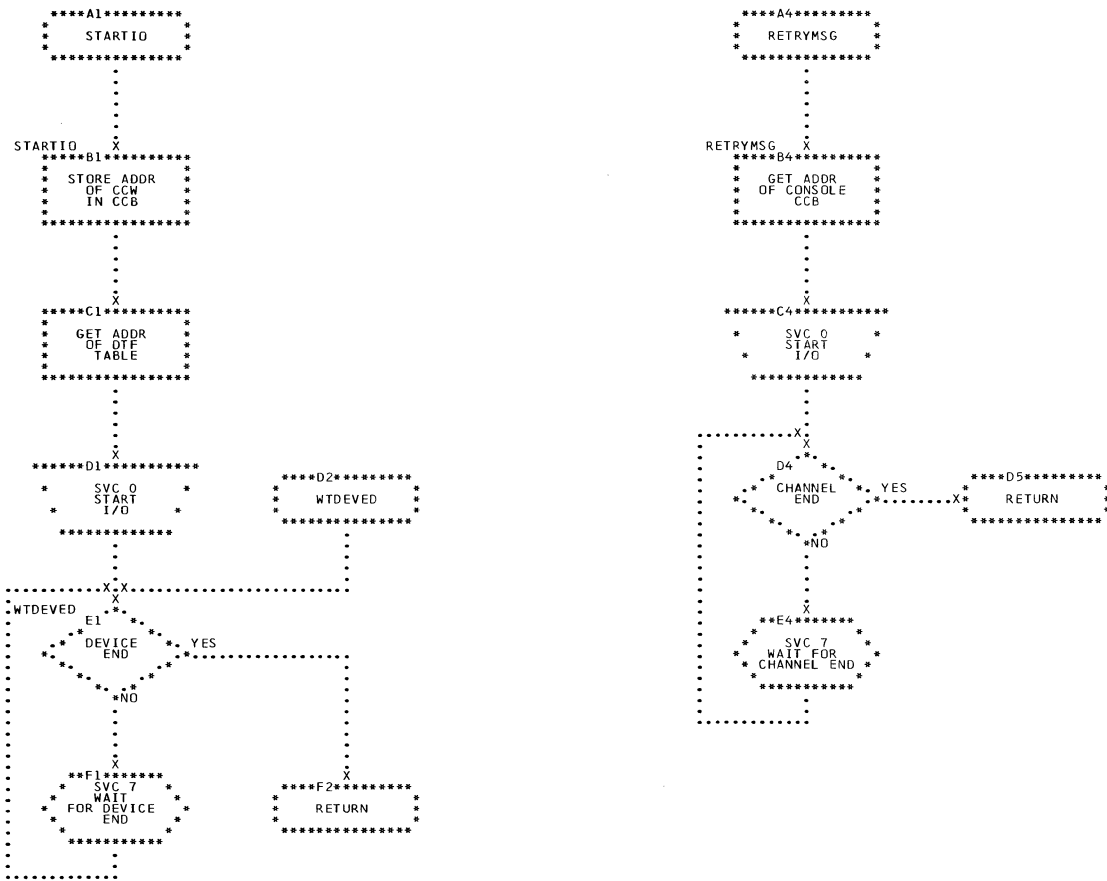 A1
STARTIO
STARTIO
B1
STORE ADDR
OF CCW
IN CCB
C1
GET ADDR
OF DTF
TABLE
D1
SVC 0
START
I/O
D2
WTDEVED
WTDEVED
E1
DEVICE
END
YES
NO
F1
SVC 7
WAIT
FOR DEVICE
END
F2
RETURN
A4
RETRYMSG
RETRYMSG
B4
GET ADDR
OF CONSOLE
CCB
C4
SVC 0
START
I/O
D4
CHANNEL
END
YES
NO
D5
RETURN
E4
SVC 7
WAIT FOR
CHANNEL END